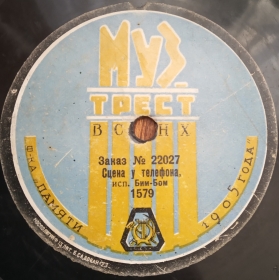 МУЗ
ТРЕСТ
ВСНХ
Заказ № 22027
Сцена у телефона,
исп. Бим-Бом
1579
Ф-КА „ПАМЯТИ 1905 ГОДА"